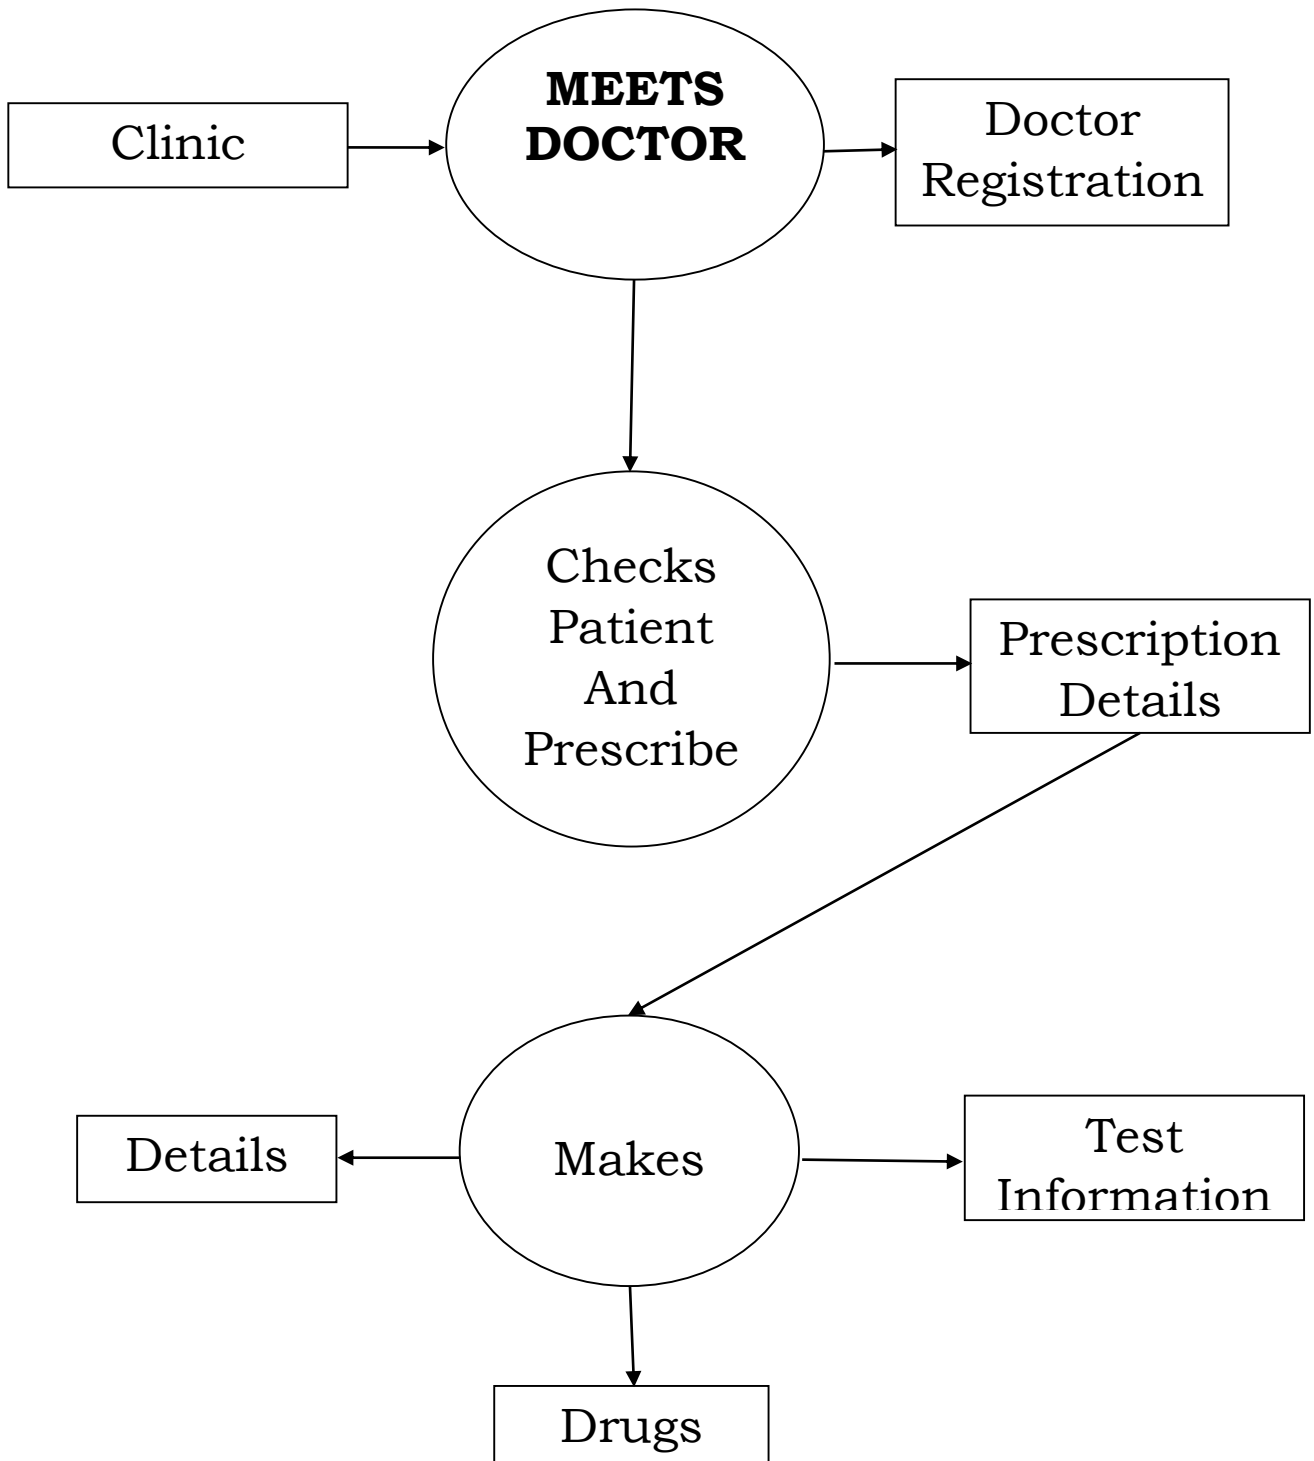 MEETS
DOCTOR
Clinic
Doctor
Registration
Checks
Patient
And
Prescribe
Prescription
Details
Details
Makes
Test
Information
Drugs